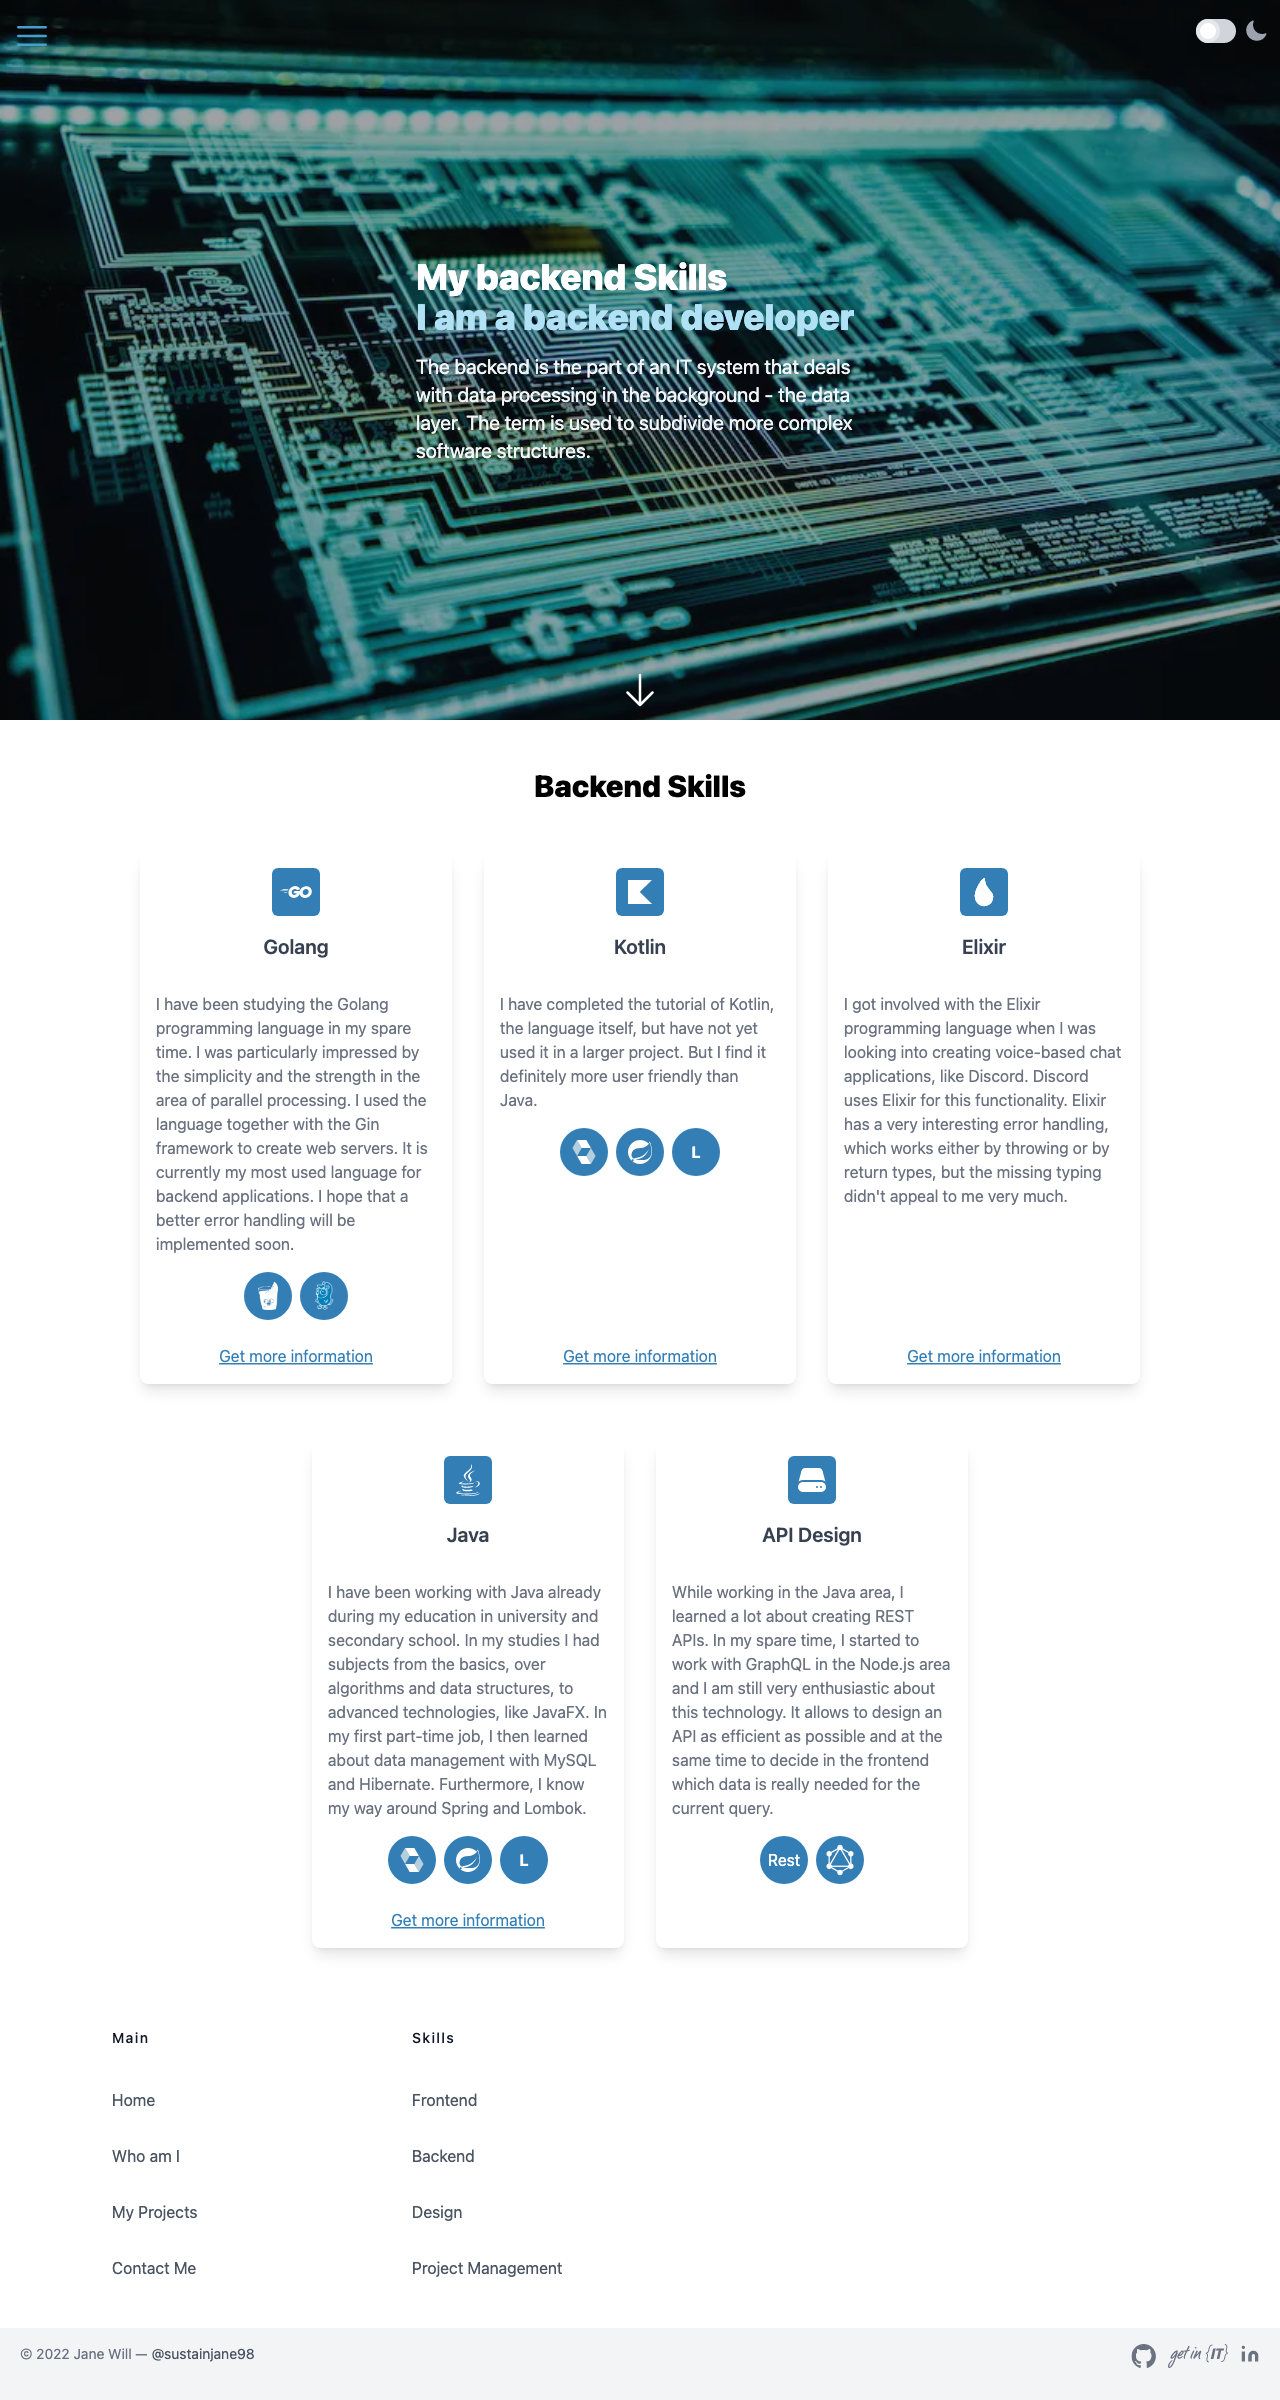 My backend Skills
I am a backend developer
The backend is the part of an IT system that deals
with data processing in the background - the data
layer. The term is used to subdivide more complex
software structures.
Backend Skills
GO
Golang
I have been studying the Golang
programming language in my spare
time. I was particularly impressed by
the simplicity and the strength in the
area of parallel processing. I used the
language together with the Gin
framework to create web servers. It is
currently my most used language for
backend applications. I hope that a
better error handling will be
implemented soon.
Get more information
Kotlin
I have completed the tutorial of Kotlin,
the language itself, but have not yet
used it in a larger project. But I find it
definitely more user friendly than
Java.
L
Get more information
Elixir
I got involved with the Elixir
programming language when I was
looking into creating voice-based chat
applications, like Discord. Discord
uses Elixir for this functionality. Elixir
has a very interesting error handling,
which works either by throwing or by
return types, but the missing typing
didn't appeal to me very much.
Get more information
Java
I have been working with Java already
during my education in university and
secondary school. In my studies I had
subjects from the basics, over
algorithms and data structures, to
advanced technologies, like JavaFX. In
my first part-time job, I then learned
about data management with MySQL
and Hibernate. Furthermore, I know
my way around Spring and Lombok.
L
Get more information
API Design
While working in the Java area, I
learned a lot about creating REST
APIs. In my spare time, I started to
work with GraphQL in the Node.js area
and I am still very enthusiastic about
this technology. It allows to design an
API as efficient as possible and at the
same time to decide in the frontend
which data is really needed for the
current query.
Rest
Main
Home
Who am I
My Projects
Contact Me
Skills
Frontend
Backend
Design
Project Management
© 2022 Jane Will — @sustainjane98
get in {IT}
in